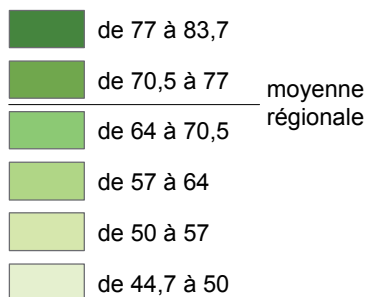 de 77 à 83,7
de 70,5 à 77
moyenne
régionale
de 64 à 70,5
de 57 à 64
de 50 à 57
de 44,7 à 50